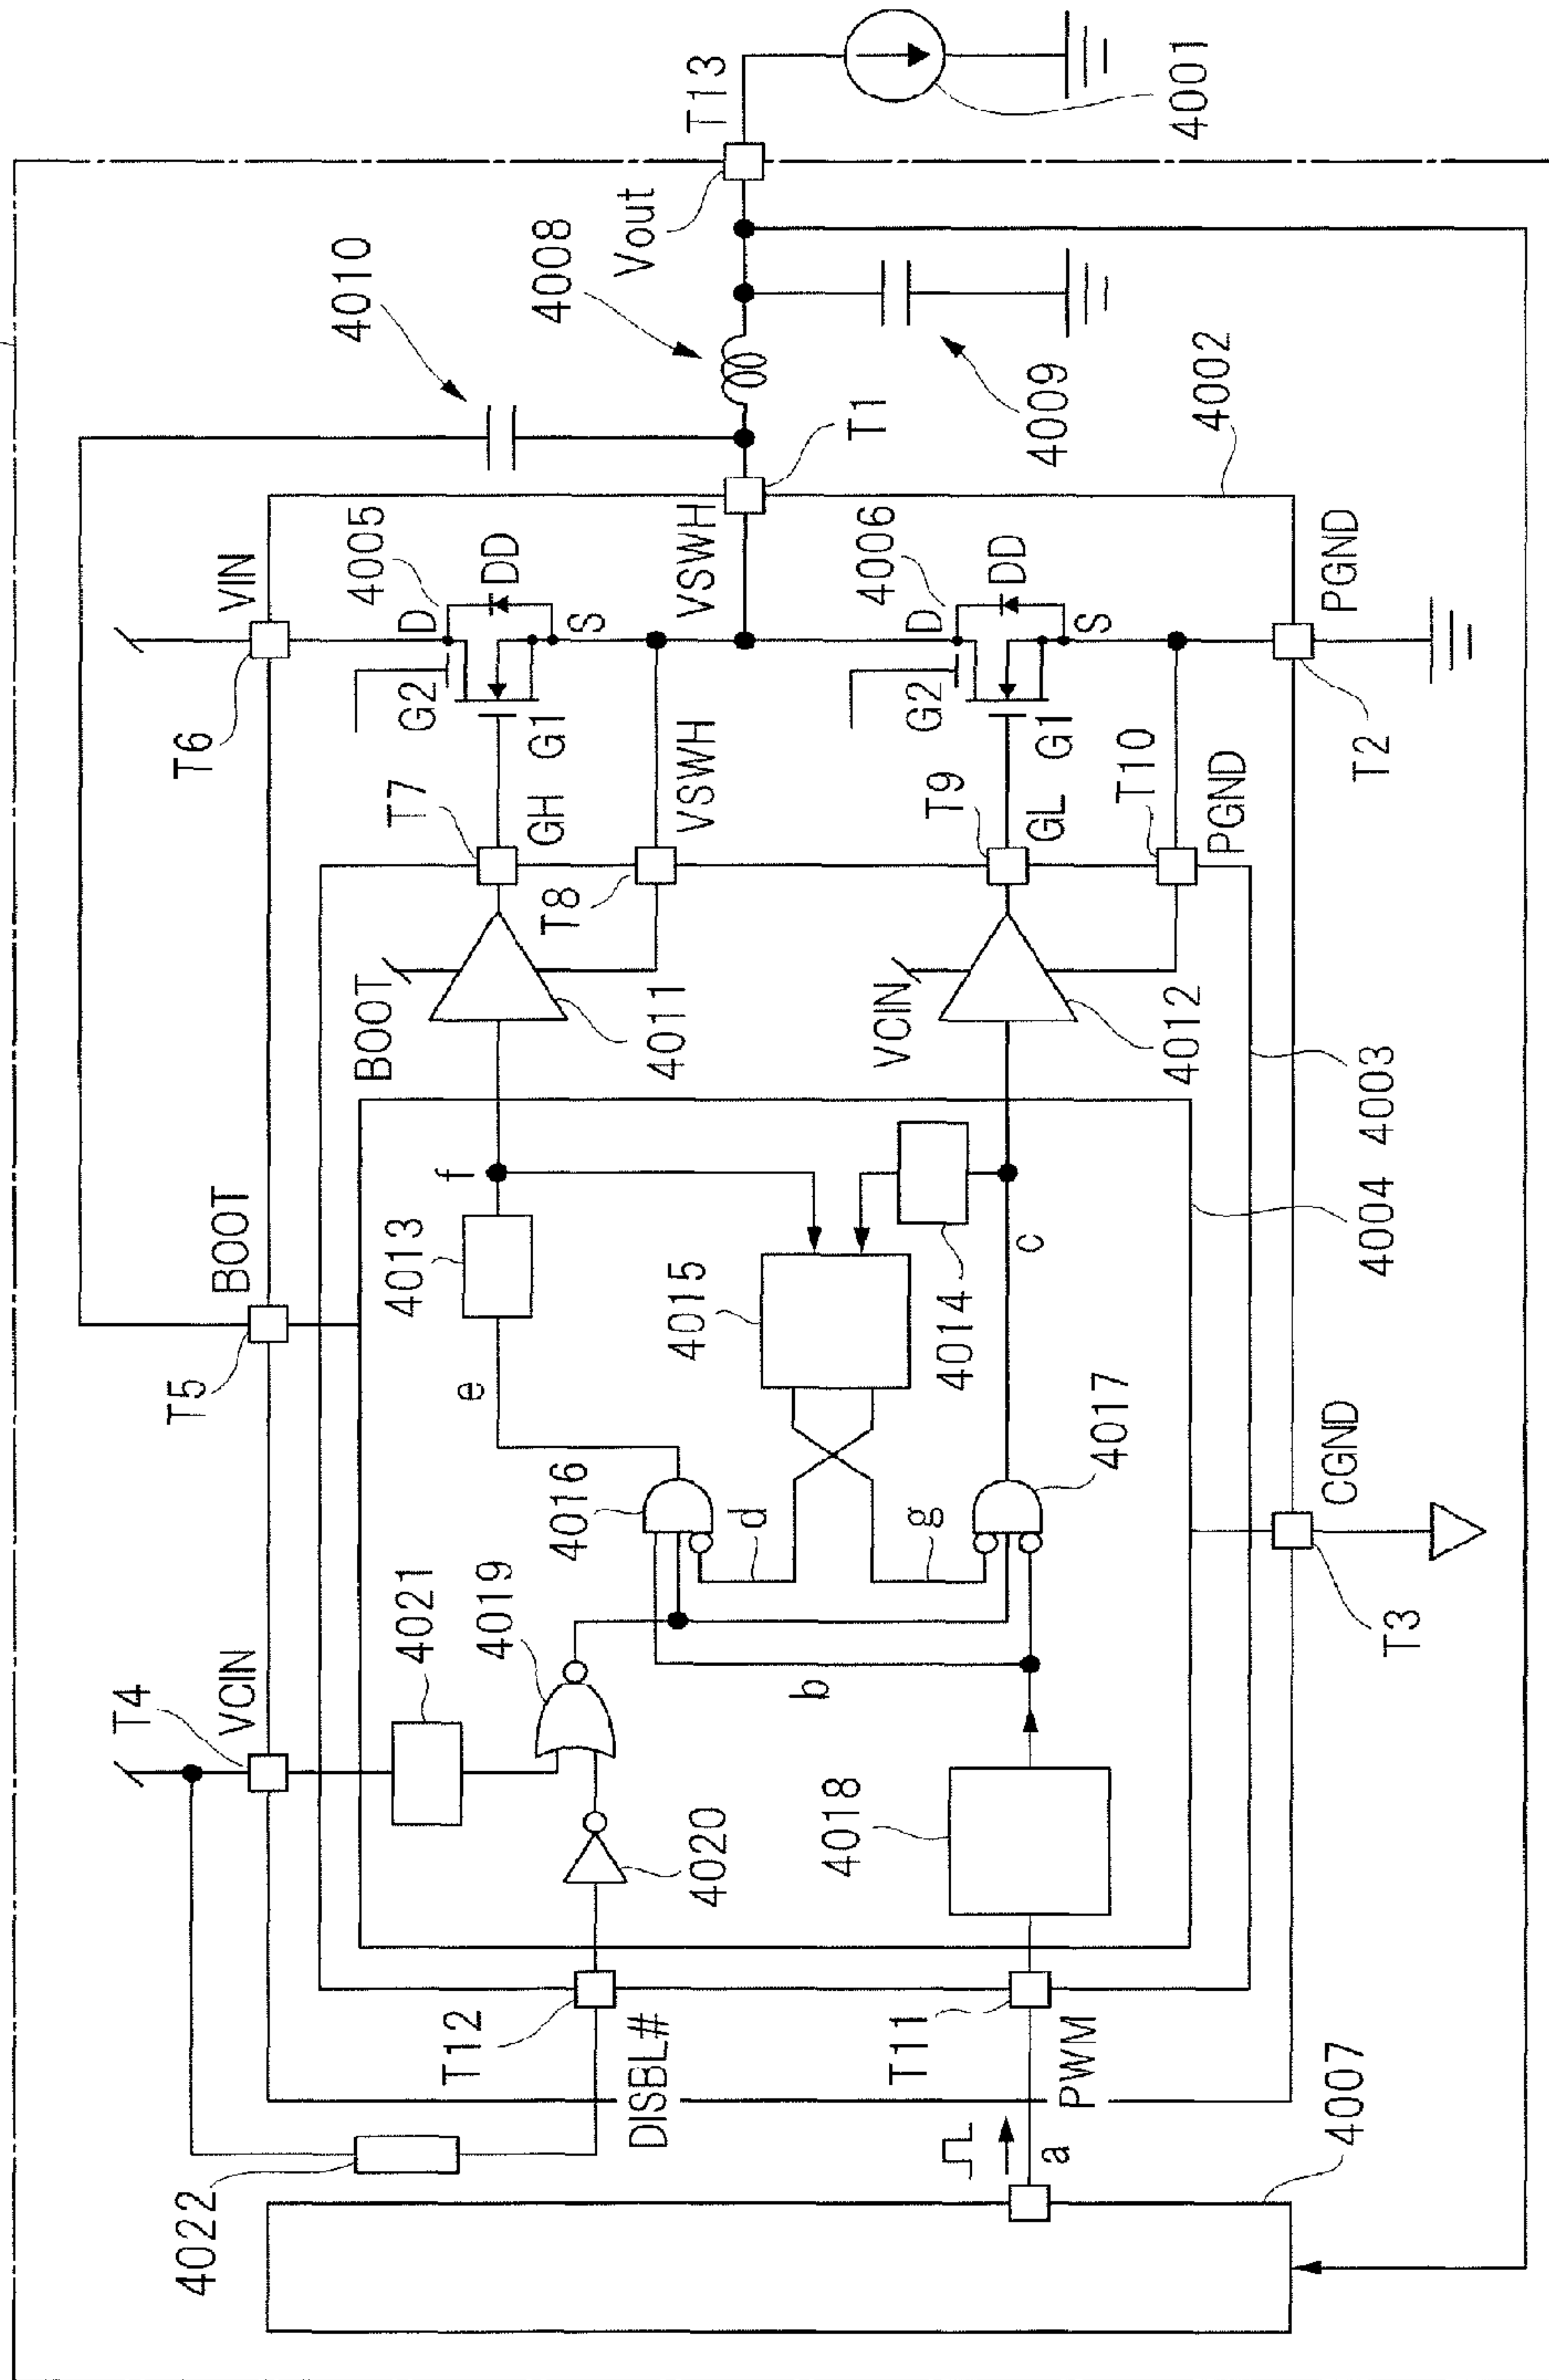 4010
4008
Vout
T13
4001
4009
T1
4002
VIN
T6
D
4005
G2
DD
G1
S
VSWH
D
4006
G2
DD
G1
S
PGND
T2
T7
GH
T8
VSWH
T9
GL
T10
PGND
BOOT
4011
VCIN
4012
BOOT
T5
f
4013
e
4015
4014
c
4003
4004
4016
d
g
4017
CGND
T3
VCIN
T4
4021
4019
b
4020
4018
T12
DISBL#
T11
PWM
a
4022
4007